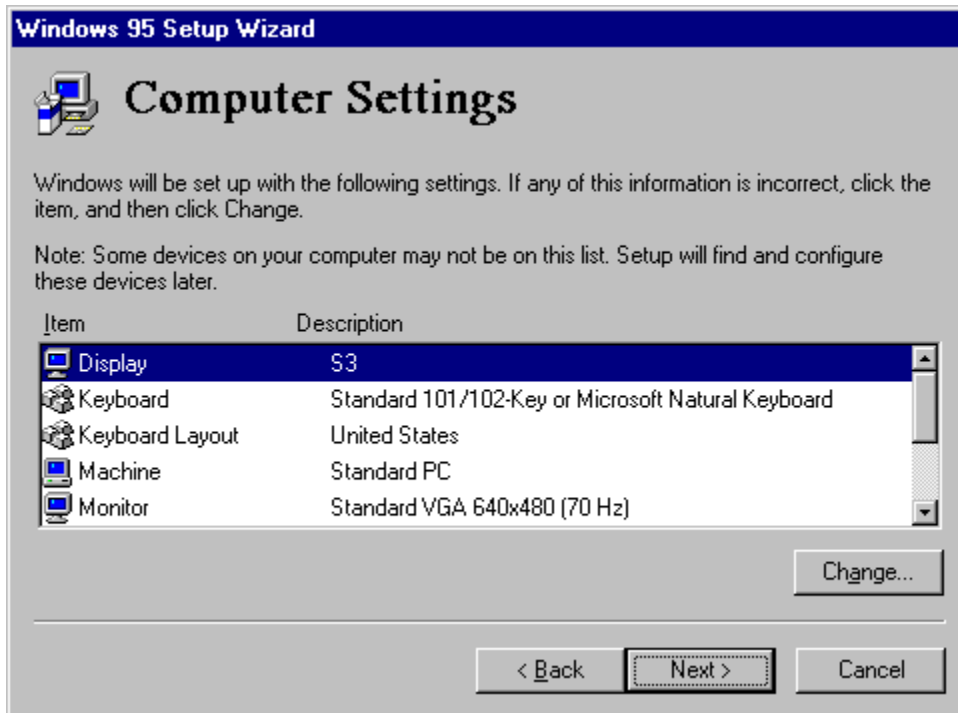 Windows 95 Setup Wizard
Computer Settings
Windows will be set up with the following settings. If any of this information is incorrect, click the
item, and then click Change.
Note: Some devices on your computer may not be on this list. Setup will find and configure
these devices later.
Item Description
Display S3
Keyboard Standard 101/102-Key or Microsoft Natural Keyboard
Keyboard Layout United States
Machine Standard PC
Monitor Standard VGA 640x480 (70 Hz)
Change...
< Back Next > Cancel